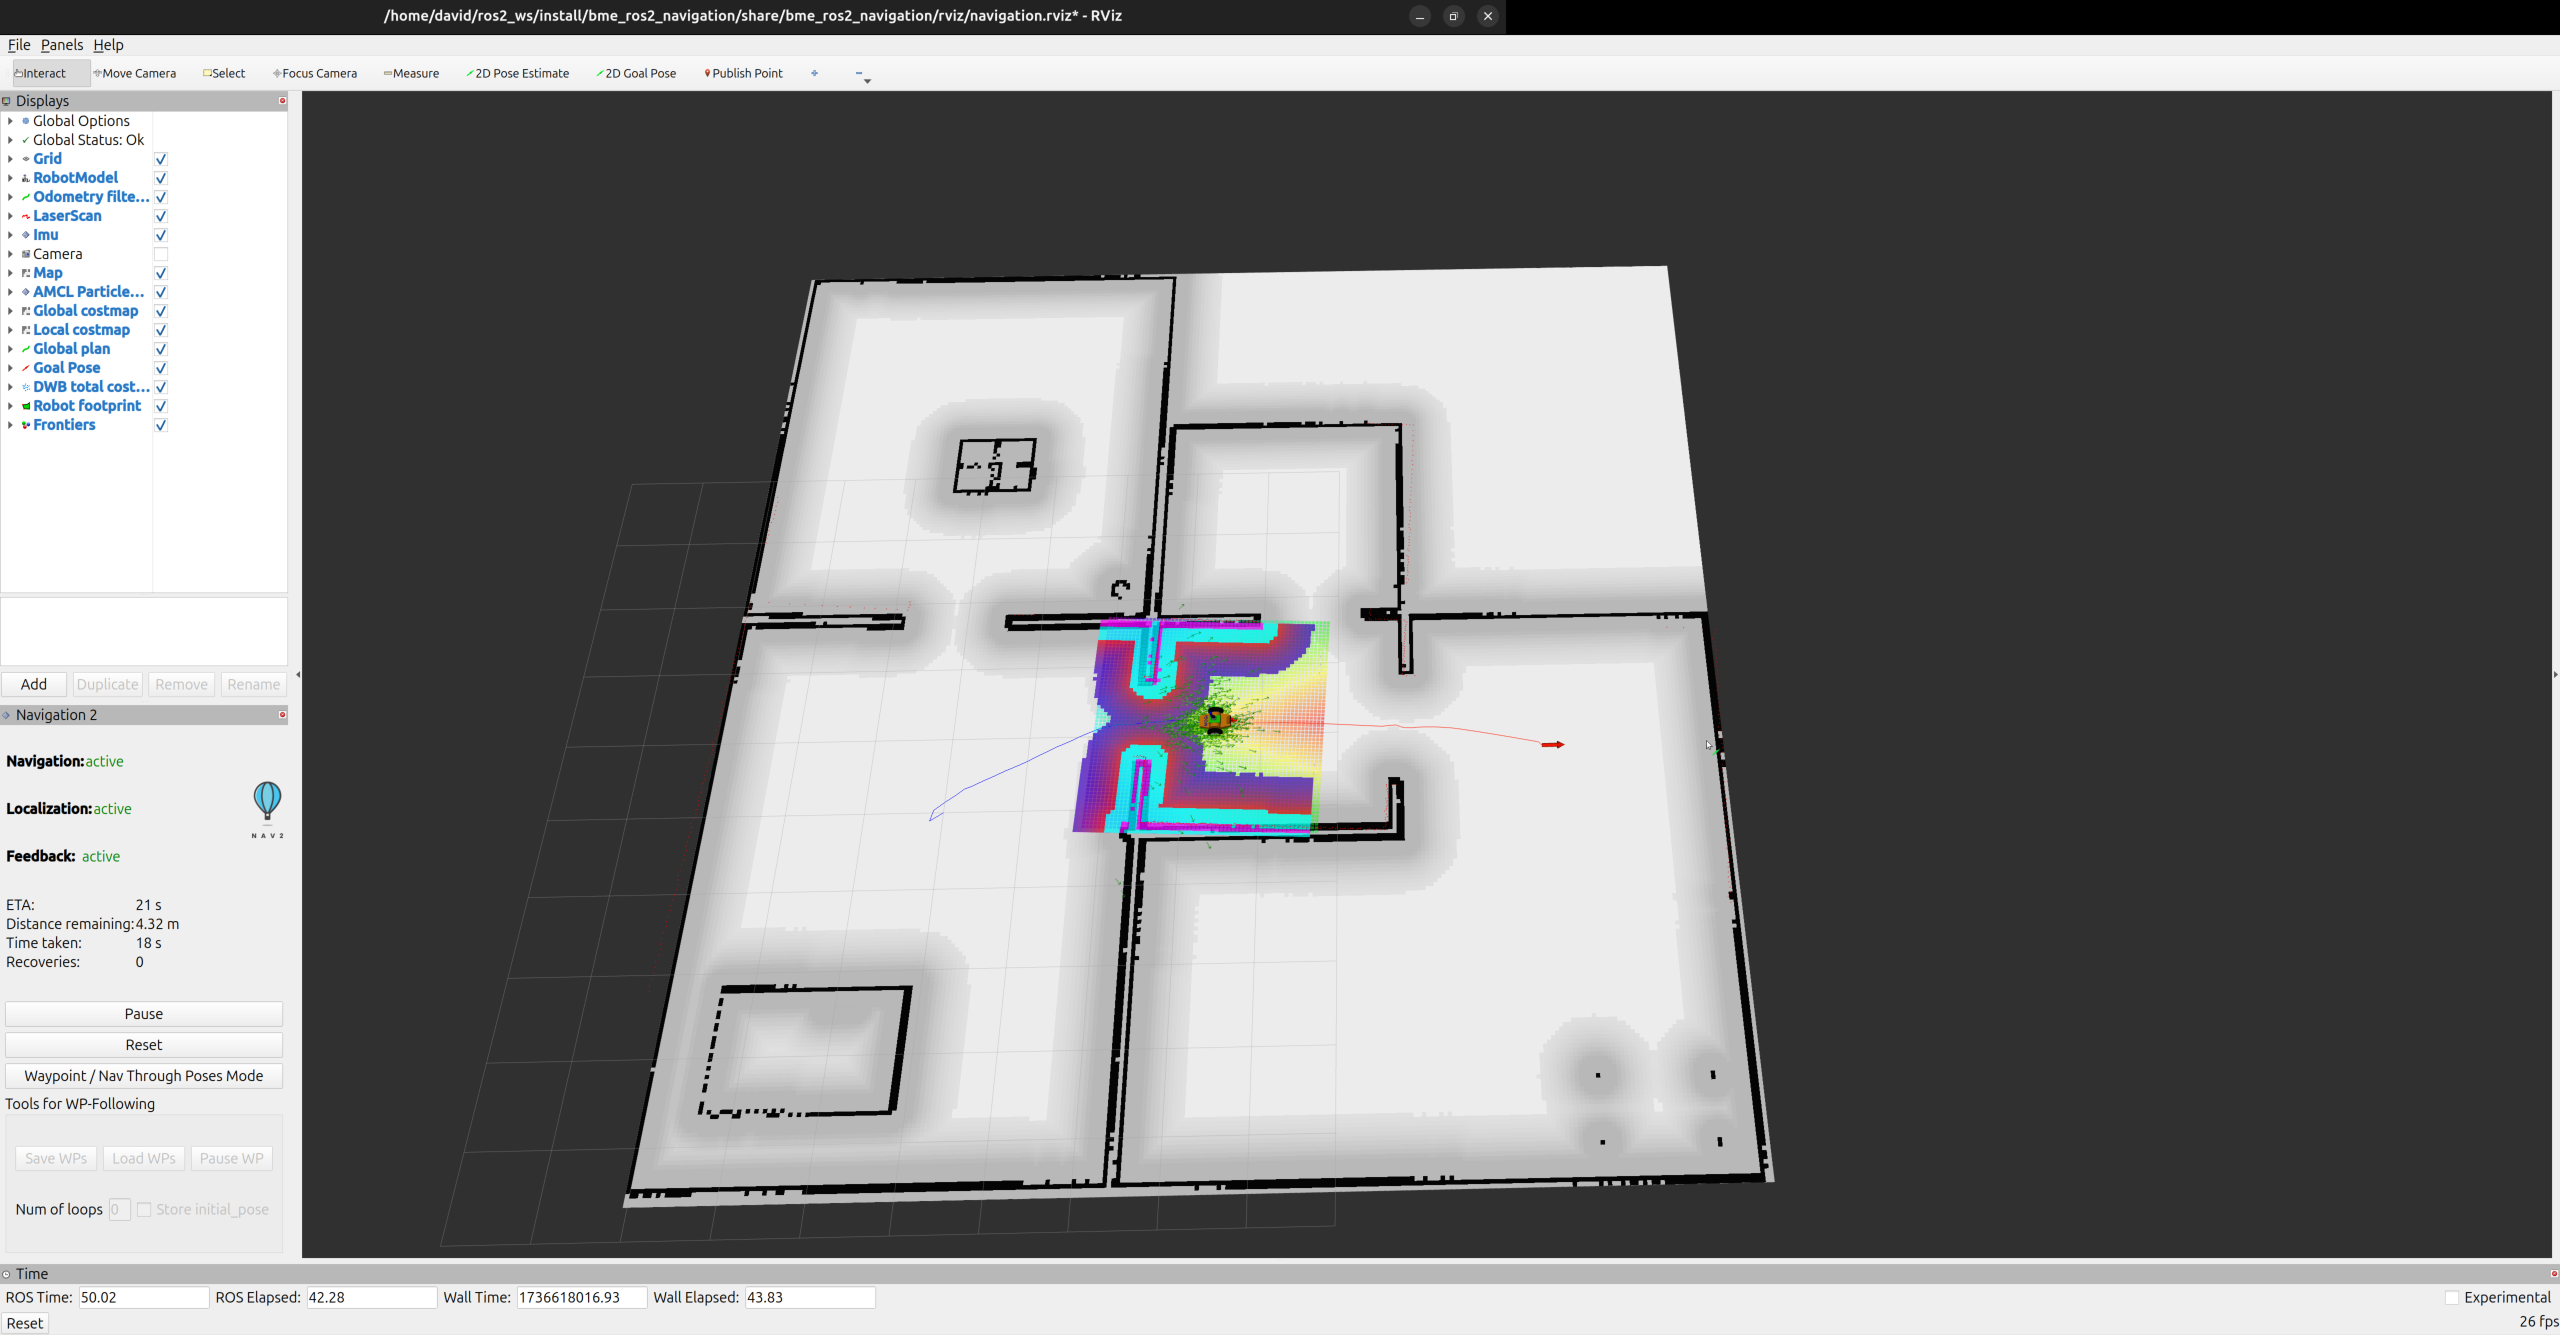 /home/david/ros2_ws/install/bme_ros2_navigation/share/bme_ros2_navigation/rviz/navigation.rviz* - RViz
File Panels Help
Interact Move Camera Select Focus Camera Measure 2D Pose Estimate 2D Goal Pose Publish Point
Displays
Global Options
Global Status: Ok
Grid
RobotModel
Odometry filte...
LaserScan
Imu
Camera
Map
AMCL Particle...
Global costmap
Local costmap
Global plan
Goal Pose
DWB total cost...
Robot footprint
Frontiers
Add Duplicate Remove Rename
Navigation 2
Navigation: active
Localization: active
NAV2
Feedback: active
ETA: 21 s
Distance remaining: 4.32 m
Time taken: 18 s
Recoveries: 0
Pause
Reset
Waypoint / Nav Through Poses Mode
Tools for WP-Following
Save WPs Load WPs Pause WP
Num of loops 0 Store initial_pose
Time
ROS Time: 50.02 ROS Elapsed: 42.28 Wall Time: 1736618016.93 Wall Elapsed: 43.83 Experimental
Reset 26 fps